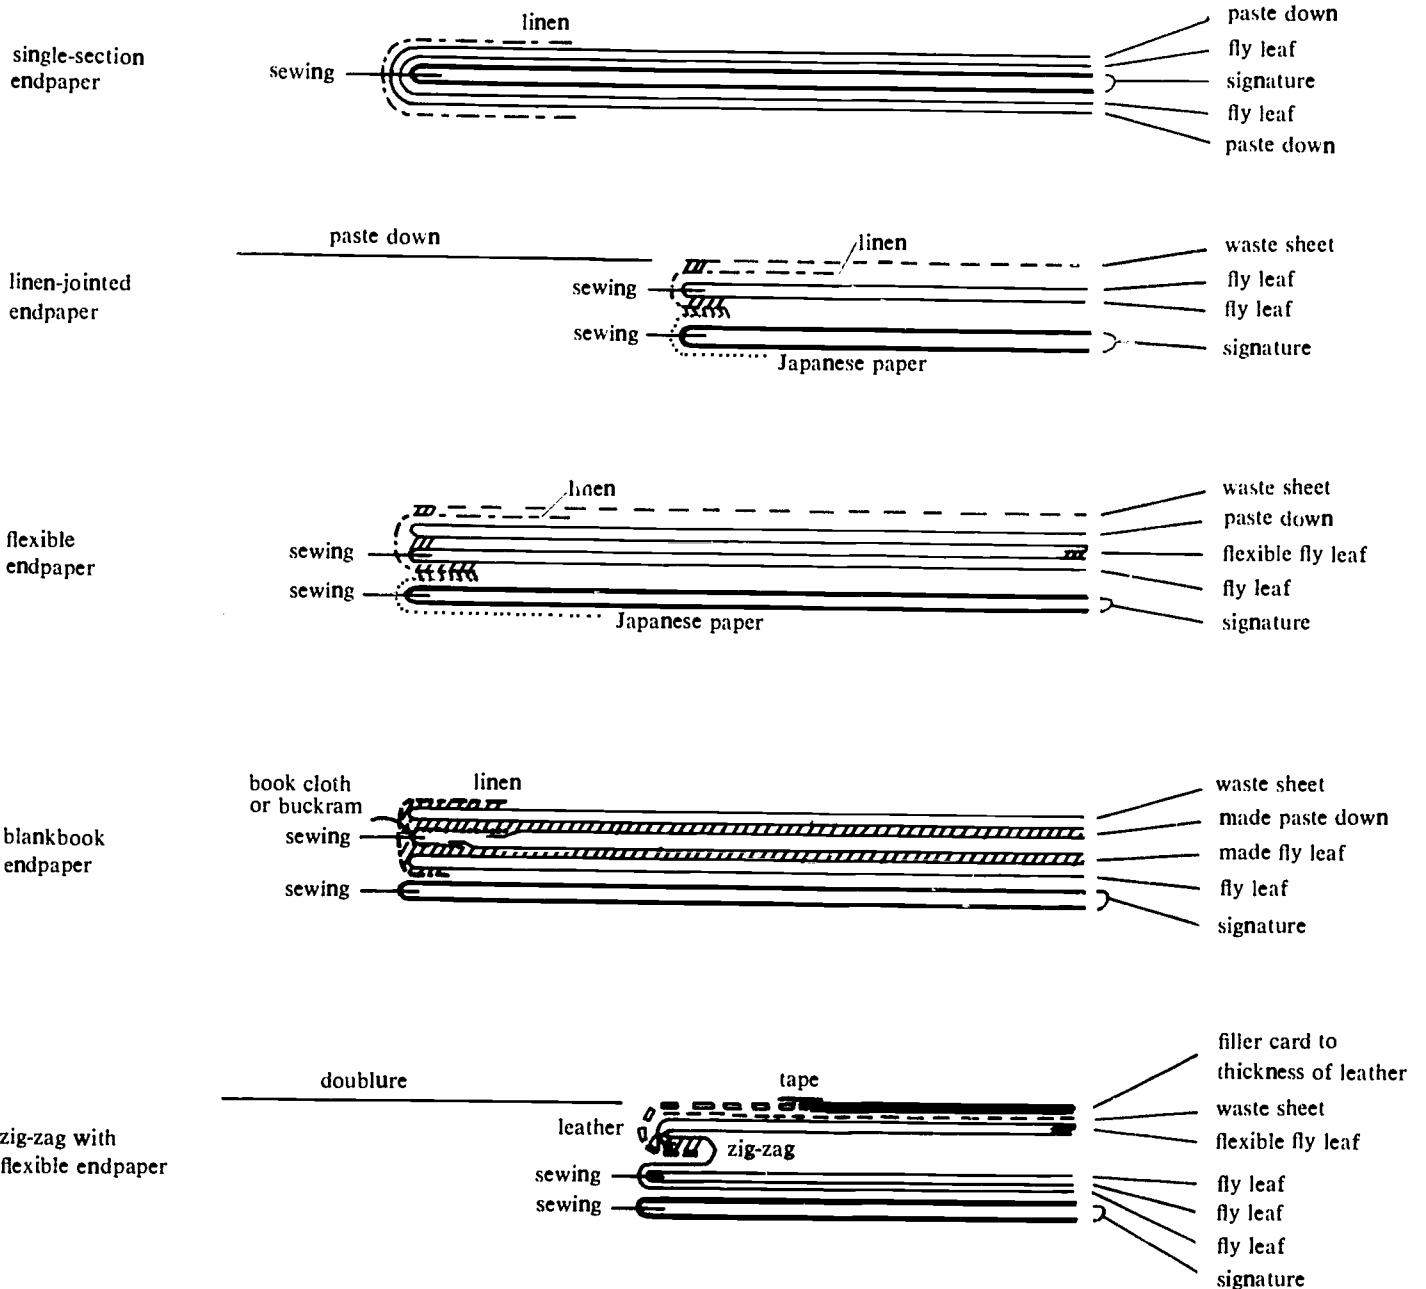 single-section
endpaper
linen
sewing
paste down
fly leaf
signature
fly leaf
paste down
linen-jointed
endpaper
paste down
linen
sewing
sewing
Japanese paper
waste sheet
fly leaf
fly leaf
signature
flexible
endpaper
linen
sewing
sewing
Japanese paper
waste sheet
paste down
flexible fly leaf
fly leaf
signature
blankbook
endpaper
book cloth
or buckram
linen
sewing
sewing
waste sheet
made paste down
made fly leaf
fly leaf
signature
zig-zag with
flexible endpaper
doublure
tape
leather
zig-zag
sewing
sewing
filler card to
thickness of leather
waste sheet
flexible fly leaf
fly leaf
fly leaf
fly leaf
signature